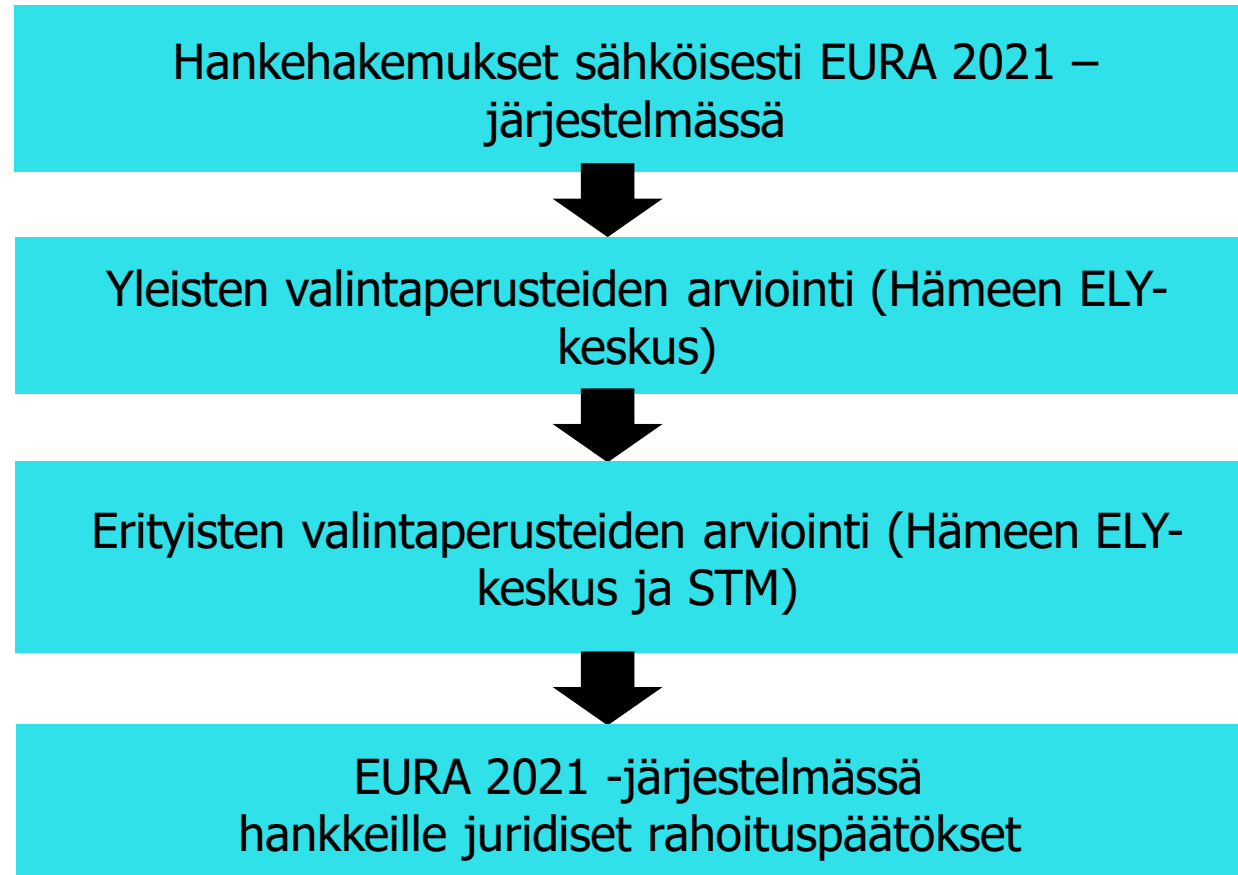 Hankehakemukset sähköisesti EURA 2021 –
järjestelmässä
Yleisten valintaperusteiden arviointi (Hämeen ELY-
keskus)
Erityisten valintaperusteiden arviointi (Hämeen ELY-
keskus ja STM)
EURA 2021 -järjestelmässä
hankkeille juridiset rahoituspäätökset